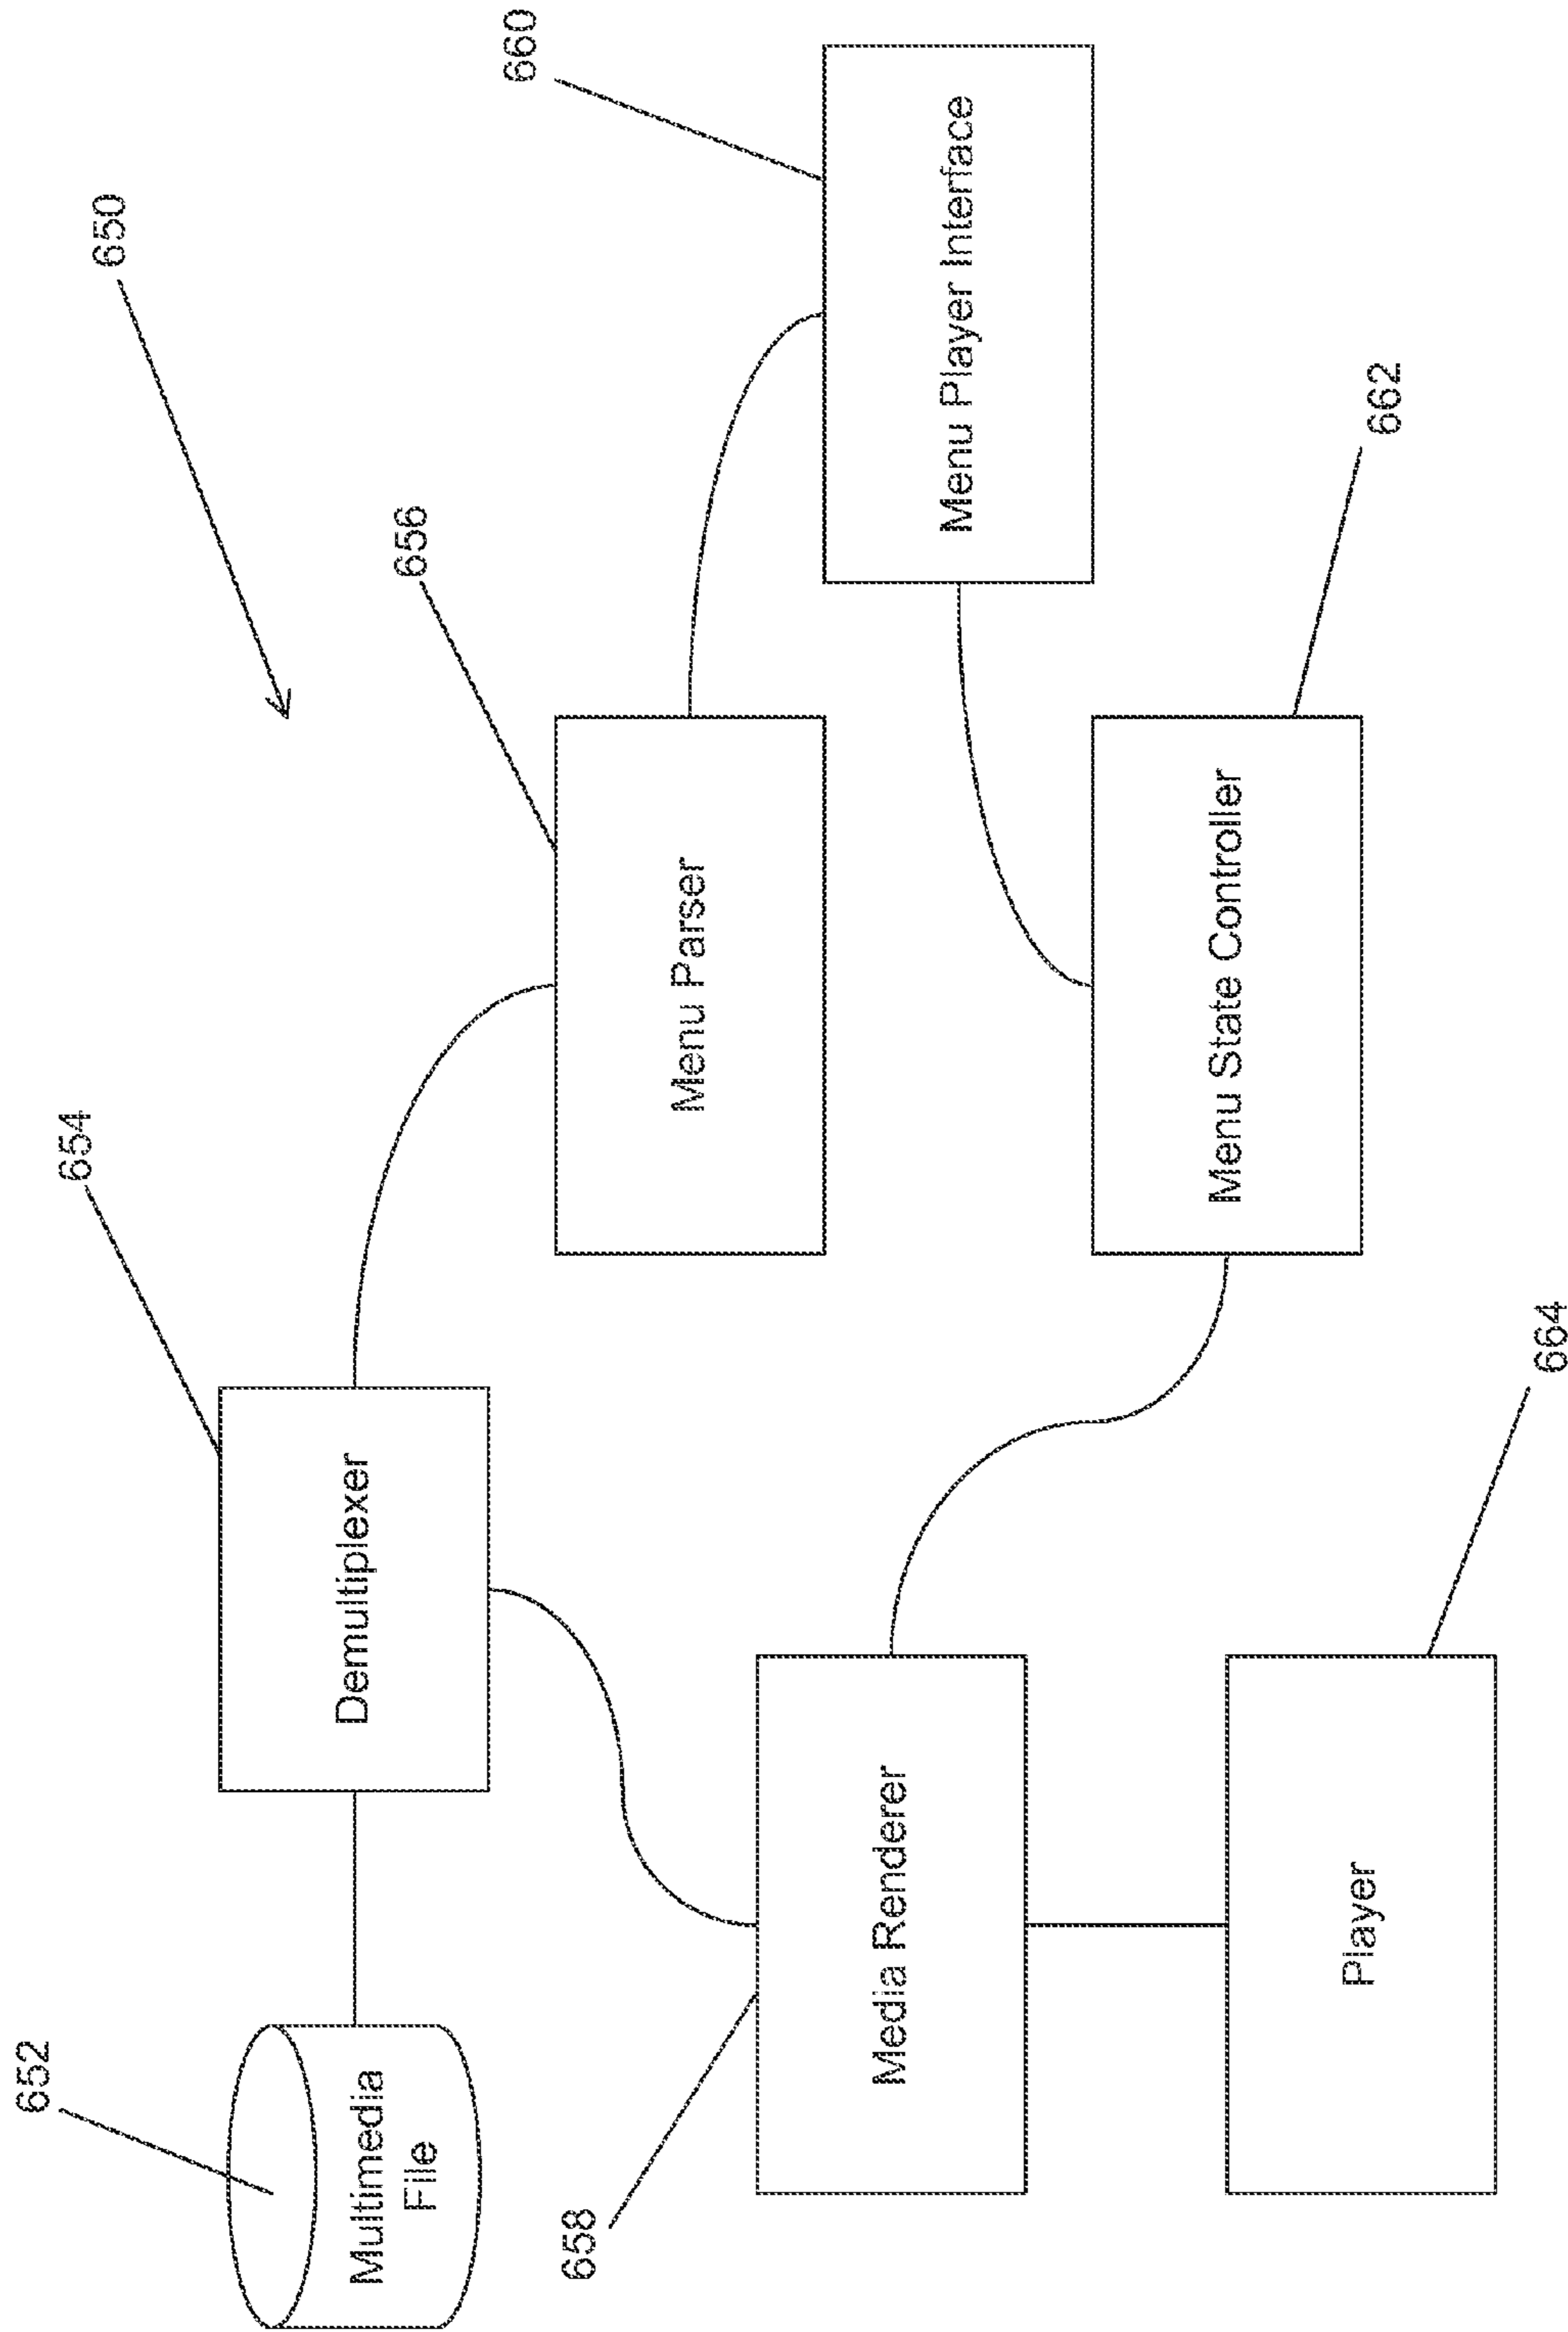 650
652
Multimedia
File
654
Demultiplexer
656
Menu Parser
660
Menu Player Interface
658
Media Renderer
662
Menu State Controller
664
Player